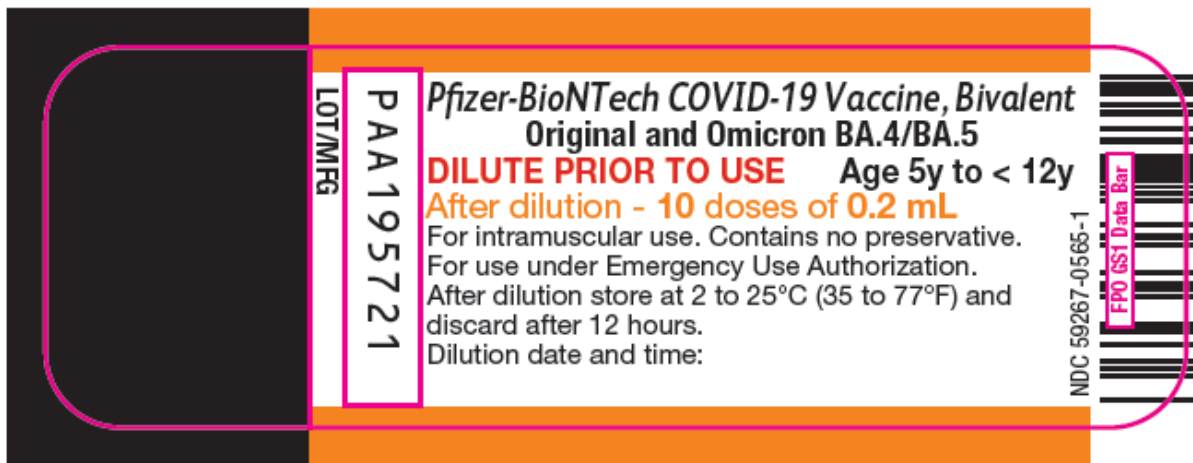 LOT/MFG
PAA195721
Pfizer-BioNTech COVID-19 Vaccine, Bivalent
Original and Omicron BA.4/BA.5
DILUTE PRIOR TO USE Age 5y to < 12y
After dilution - 10 doses of 0.2 mL
For intramuscular use. Contains no preservative.
For use under Emergency Use Authorization.
After dilution store at 2 to 25°C (35 to 77°F) and
discard after 12 hours.
Dilution date and time:
NDC 59267-0565-1
FPO GS1 Data Bar